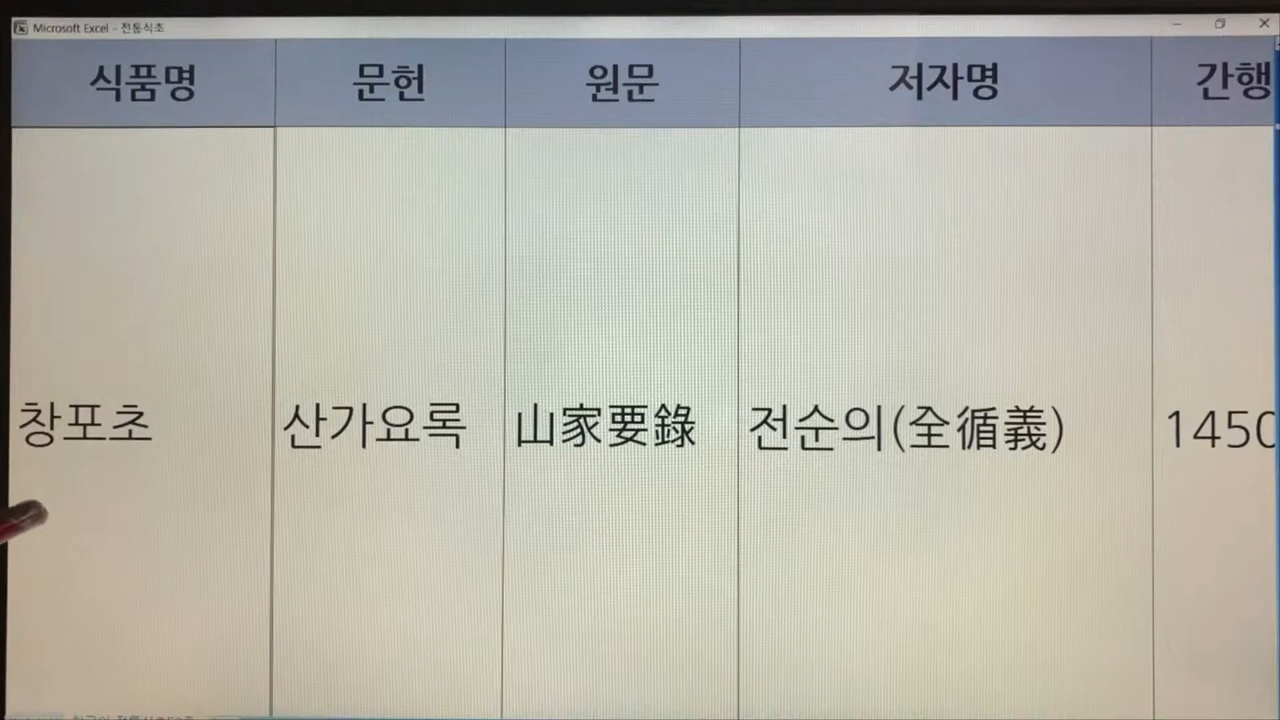 Microsoft Excel - 전통식초
식품명 문헌 원문 저자명 간행
창포초 산가요록 山家要錄 전순의(全循義) 1450